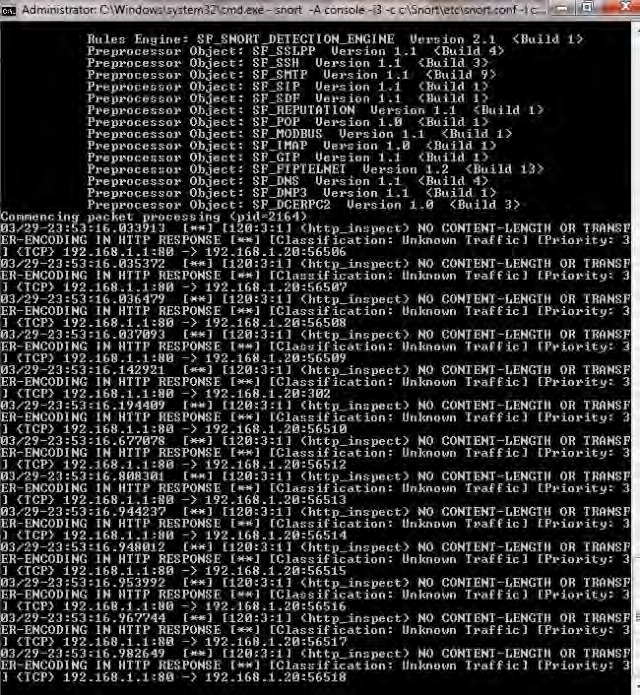 Administrator: C:\Windows\system32\cmd.exe - snort -A console -i3 -c c:\Snort\etc\snort.conf -l c...
Rules Engine: SF_SNORT_DETECTION_ENGINE Version 2.1 <Build 1>
Preprocessor Object: SF_SSLPP Version 1.1 <Build 4>
Preprocessor Object: SF_SSH Version 1.1 <Build 3>
Preprocessor Object: SF_SMTP Version 1.1 <Build 9>
Preprocessor Object: SF_SIP Version 1.1 <Build 1>
Preprocessor Object: SF_SDF Version 1.1 <Build 1>
Preprocessor Object: SF_REPUTATION Version 1.1 <Build 1>
Preprocessor Object: SF_POP Version 1.0 <Build 1>
Preprocessor Object: SF_MODBUS Version 1.1 <Build 1>
Preprocessor Object: SF_IMAP Version 1.0 <Build 1>
Preprocessor Object: SF_GTP Version 1.1 <Build 1>
Preprocessor Object: SF_FTPTELNET Version 1.2 <Build 13>
Preprocessor Object: SF_DNS Version 1.1 <Build 4>
Preprocessor Object: SF_DNP3 Version 1.1 <Build 1>
Preprocessor Object: SF_DCERPC2 Version 1.0 <Build 3>
Commencing packet processing (pid=2164)
03/29-23:53:16.033913 [**] [120:3:1] (http_inspect) NO CONTENT-LENGTH OR TRANSF
ER-ENCODING IN HTTP RESPONSE [**] [Classification: Unknown Traffic] [Priority: 3
] {TCP} 192.168.1.1:80 -> 192.168.1.20:56506
03/29-23:53:16.035372 [**] [120:3:1] (http_inspect) NO CONTENT-LENGTH OR TRANSF
ER-ENCODING IN HTTP RESPONSE [**] [Classification: Unknown Traffic] [Priority: 3
] {TCP} 192.168.1.1:80 -> 192.168.1.20:56507
03/29-23:53:16.036479 [**] [120:3:1] (http_inspect) NO CONTENT-LENGTH OR TRANSF
ER-ENCODING IN HTTP RESPONSE [**] [Classification: Unknown Traffic] [Priority: 3
] {TCP} 192.168.1.1:80 -> 192.168.1.20:56508
03/29-23:53:16.037093 [**] [120:3:1] (http_inspect) NO CONTENT-LENGTH OR TRANSF
ER-ENCODING IN HTTP RESPONSE [**] [Classification: Unknown Traffic] [Priority: 3
] {TCP} 192.168.1.1:80 -> 192.168.1.20:56509
03/29-23:53:16.142921 [**] [120:3:1] (http_inspect) NO CONTENT-LENGTH OR TRANSF
ER-ENCODING IN HTTP RESPONSE [**] [Classification: Unknown Traffic] [Priority: 3
] {TCP} 192.168.1.1:80 -> 192.168.1.20:302
03/29-23:53:16.194409 [**] [120:3:1] (http_inspect) NO CONTENT-LENGTH OR TRANSF
ER-ENCODING IN HTTP RESPONSE [**] [Classification: Unknown Traffic] [Priority: 3
] {TCP} 192.168.1.1:80 -> 192.168.1.20:56510
03/29-23:53:16.677078 [**] [120:3:1] (http_inspect) NO CONTENT-LENGTH OR TRANSF
ER-ENCODING IN HTTP RESPONSE [**] [Classification: Unknown Traffic] [Priority: 3
] {TCP} 192.168.1.1:80 -> 192.168.1.20:56512
03/29-23:53:16.808301 [**] [120:3:1] (http_inspect) NO CONTENT-LENGTH OR TRANSF
ER-ENCODING IN HTTP RESPONSE [**] [Classification: Unknown Traffic] [Priority: 3
] {TCP} 192.168.1.1:80 -> 192.168.1.20:56513
03/29-23:53:16.944237 [**] [120:3:1] (http_inspect) NO CONTENT-LENGTH OR TRANSF
ER-ENCODING IN HTTP RESPONSE [**] [Classification: Unknown Traffic] [Priority: 3
] {TCP} 192.168.1.1:80 -> 192.168.1.20:56514
03/29-23:53:16.948012 [**] [120:3:1] (http_inspect) NO CONTENT-LENGTH OR TRANSF
ER-ENCODING IN HTTP RESPONSE [**] [Classification: Unknown Traffic] [Priority: 3
] {TCP} 192.168.1.1:80 -> 192.168.1.20:56515
03/29-23:53:16.953992 [**] [120:3:1] (http_inspect) NO CONTENT-LENGTH OR TRANSF
ER-ENCODING IN HTTP RESPONSE [**] [Classification: Unknown Traffic] [Priority: 3
] {TCP} 192.168.1.1:80 -> 192.168.1.20:56516
03/29-23:53:16.967744 [**] [120:3:1] (http_inspect) NO CONTENT-LENGTH OR TRANSF
ER-ENCODING IN HTTP RESPONSE [**] [Classification: Unknown Traffic] [Priority: 3
] {TCP} 192.168.1.1:80 -> 192.168.1.20:56517
03/29-23:53:16.982649 [**] [120:3:1] (http_inspect) NO CONTENT-LENGTH OR TRANSF
ER-ENCODING IN HTTP RESPONSE [**] [Classification: Unknown Traffic] [Priority: 3
] {TCP} 192.168.1.1:80 -> 192.168.1.20:56518